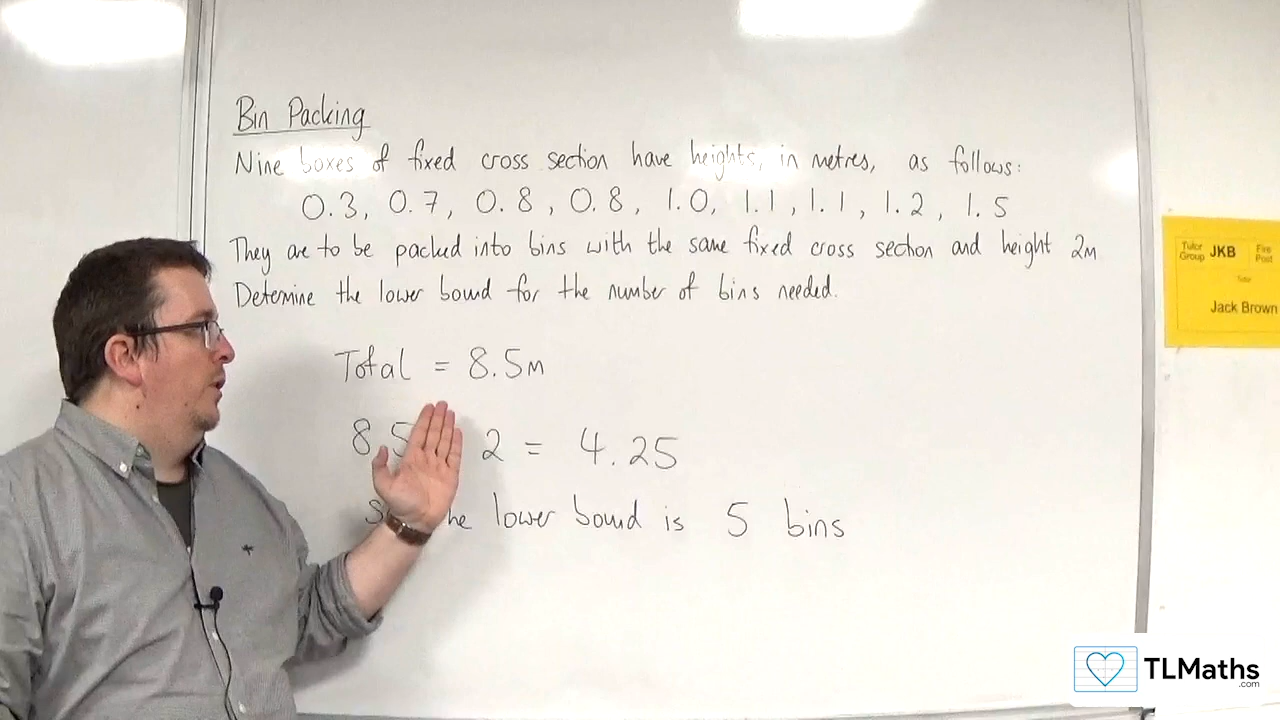 Bin Packing
Nine boxes of fixed cross section have heights, in metres, as follows:
0.3, 0.7, 0.8, 0.8, 1.0, 1.1, 1.1, 1.2, 1.5
They are to be packed into bins with the same fixed cross section and height 2m
Determine the lower bound for the number of bins needed.
Total = 8.5m
8.5 2 = 4.25
lower bound is 5 bins
Tutor Group JKB Fire Post
Jack Brown
TLMaths
.com